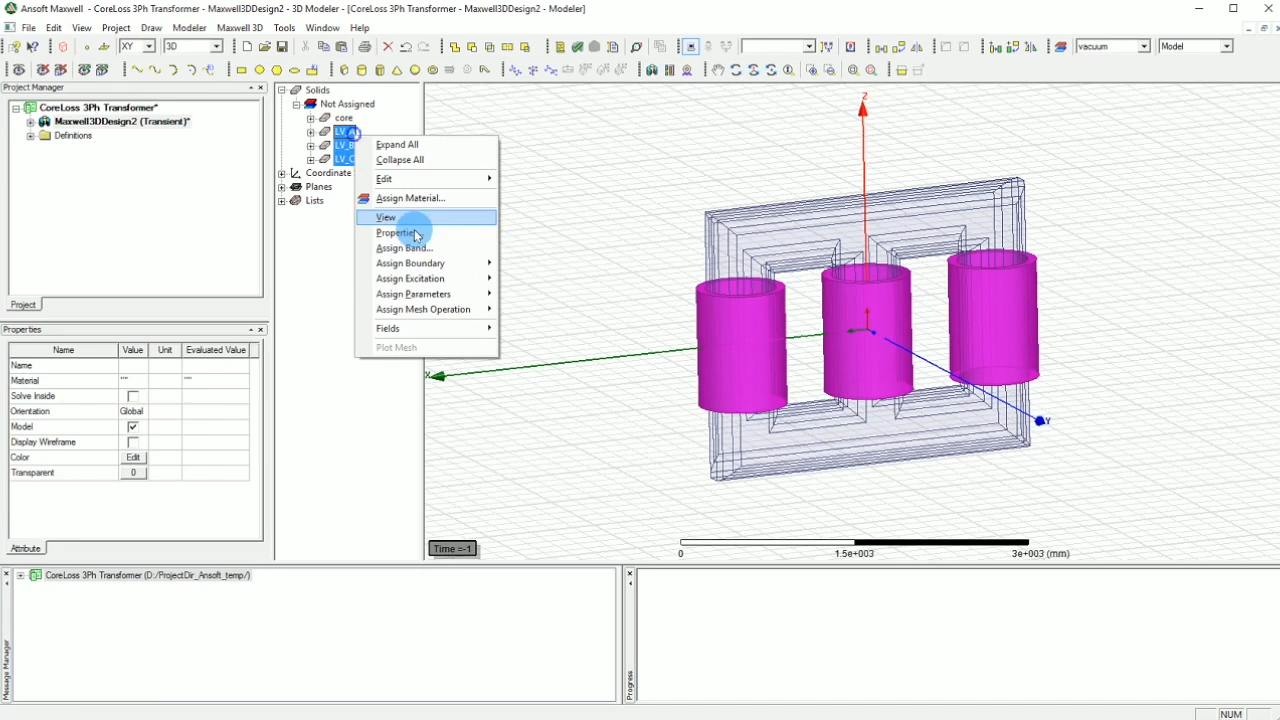 Ansoft Maxwell - CoreLoss 3Ph Transformer - Maxwell3DDesign2 - 3D Modeler - [CoreLoss 3Ph Transformer - Maxwell3DDesign2 - Modeler]
File Edit View Project Draw Modeler Maxwell 3D Tools Window Help
XY 3D vacuum Model
Project Manager
CoreLoss 3Ph Transformer*
Maxwell3DDesign2 (Transient)*
Definitions
Project
Solids
Not Assigned
core
LV_A
LV_B
LV_C
Coordinate
Planes
Lists
Expand All
Collapse All
Edit
Assign Material...
View
Properties...
Assign Band...
Assign Boundary
Assign Excitation
Assign Parameters
Assign Mesh Operation
Fields
Plot Mesh
Properties
Name Value Unit Evaluated Value
Name
Material "" ""
Solve Inside
Orientation Global
Model
Display Wireframe
Color Edit
Transparent 0
Attribute
Z
X
Y
Time =-1
0 1.5e+003 3e+003 (mm)
CoreLoss 3Ph Transformer (D:/ProjectDir_Ansoft_temp/)
Message Manager
Progress
NUM